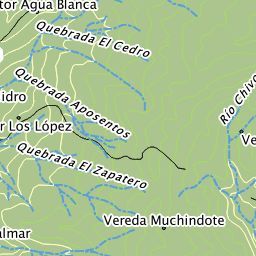 tor Agua Blanca
Quebrada El Cedro
Quebrada Aposentos
idro
r Los López
Río Chivo
Ve
Quebrada El Zapatero
Vereda Muchindote
almar